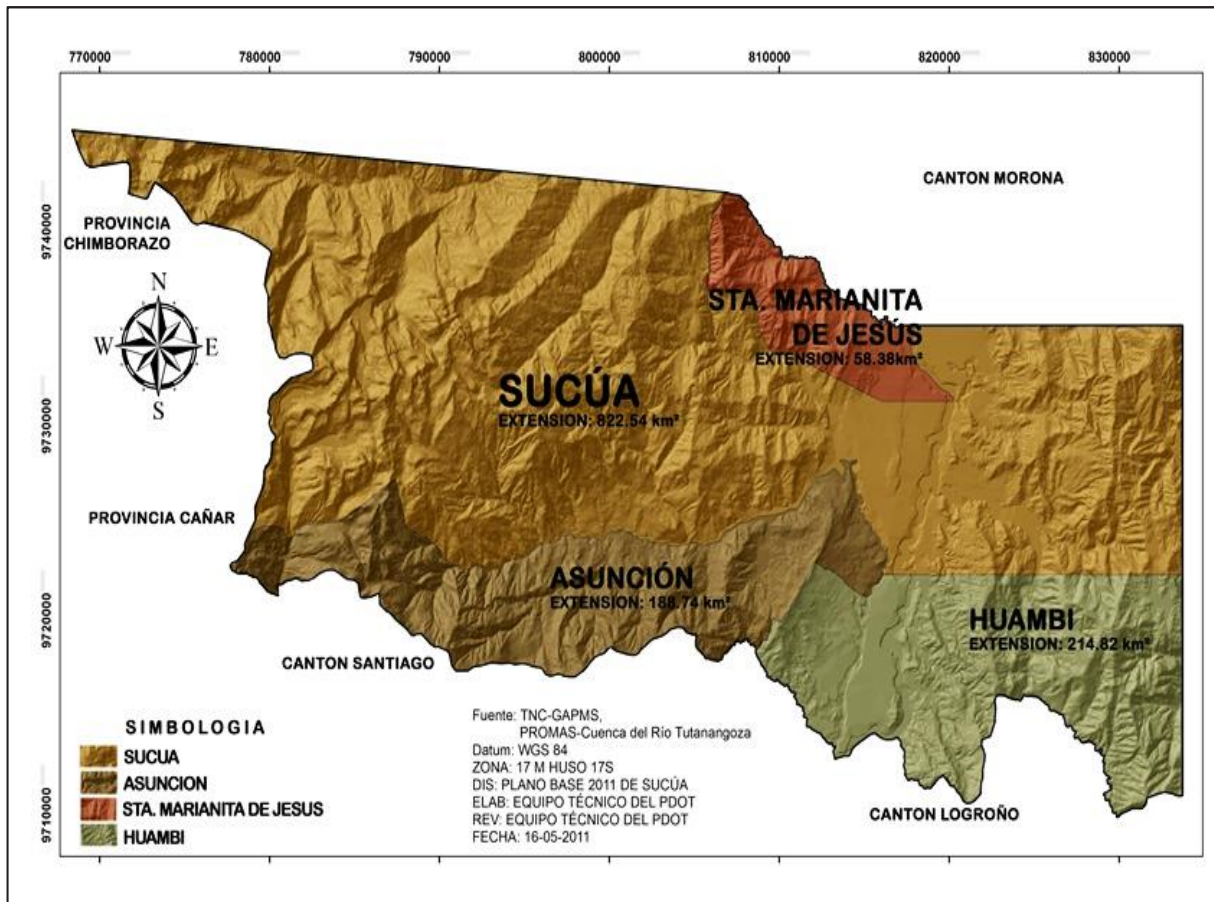 770000 780000 790000 800000 810000 820000 830000
CANTON MORONA
9740000
PROVINCIA
CHIMBORAZO
N
W E
S
STA. MARIANITA
DE JESÚS
EXTENSION: 58.38km²
SUCÚA
EXTENSION: 822.54 km²
9730000
PROVINCIA CAÑAR
ASUNCIÓN
EXTENSION: 188.74 km²
9720000
HUAMBI
EXTENSION: 214.82 km²
CANTON SANTIAGO
SIMBOLOGIA
SUCUA
ASUNCION
STA. MARIANITA DE JESUS
HUAMBI
9710000
Fuente: TNC-GAPMS,
PROMAS-Cuenca del Río Tutanangoza
Datum: WGS 84
ZONA: 17 M HUSO 17S
DIS: PLANO BASE 2011 DE SUCÚA
ELAB: EQUIPO TÉCNICO DEL PDOT
REV: EQUIPO TÉCNICO DEL PDOT
FECHA: 16-05-2011
CANTON LOGROÑO